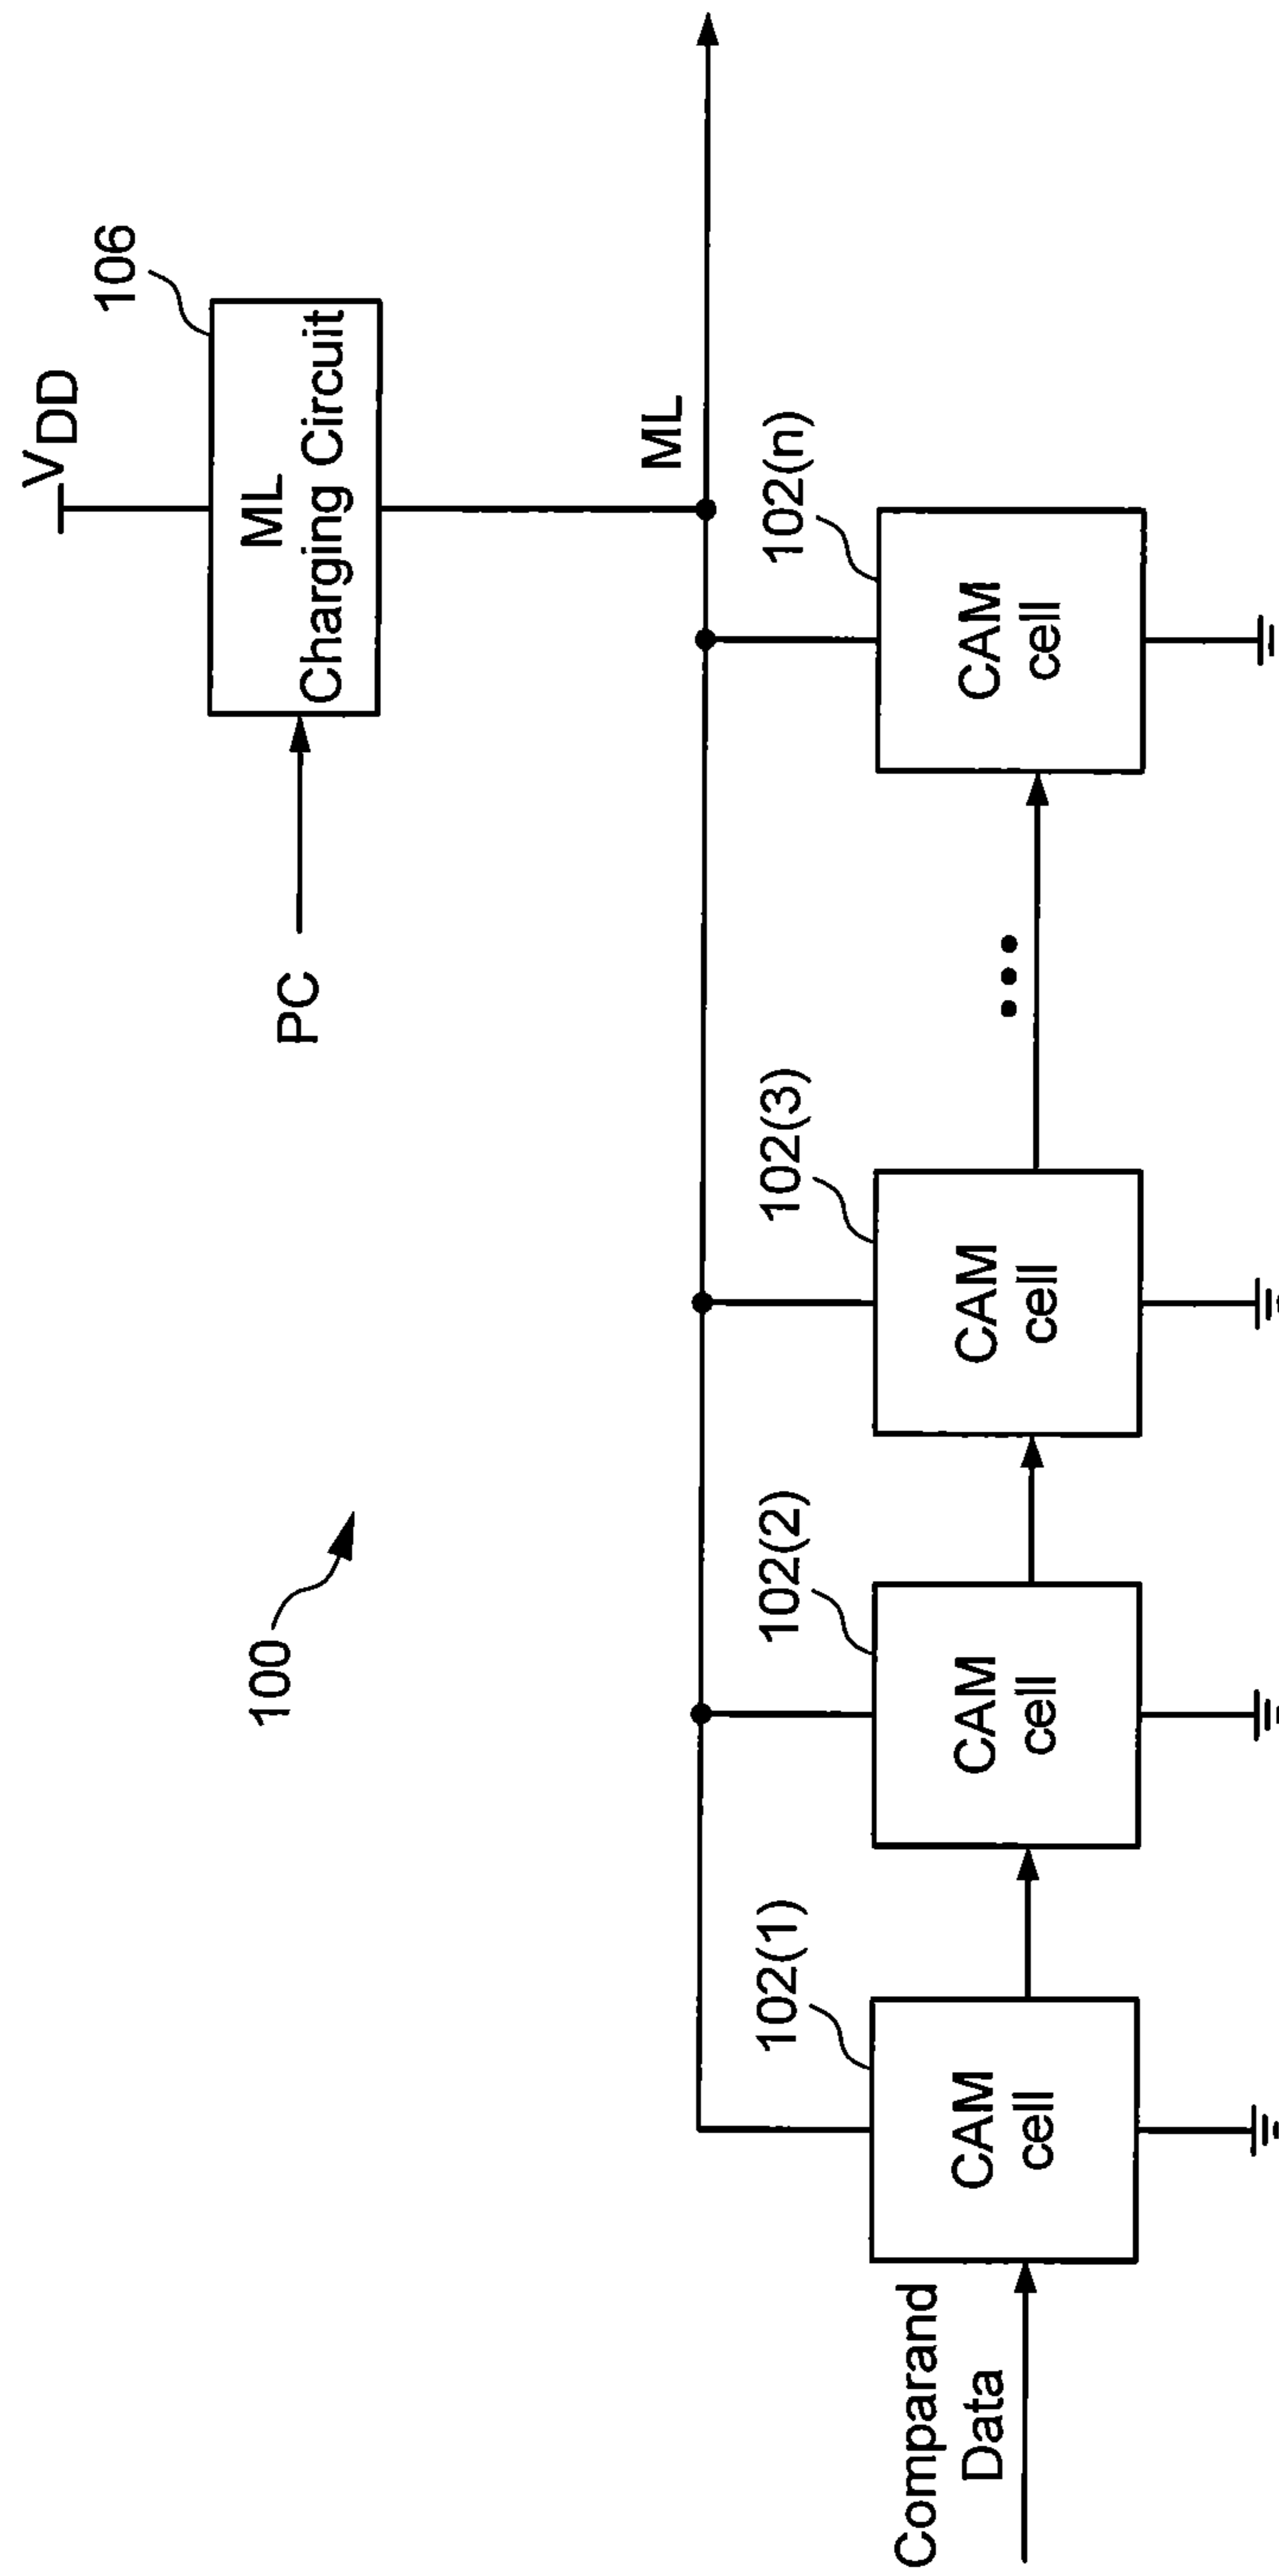 V DD
106
ML
Charging Circuit
PC
100
ML
102(1)
102(2)
102(3)
102(n)
CAM
cell
CAM
cell
CAM
cell
•••
CAM
cell
Comparand
Data